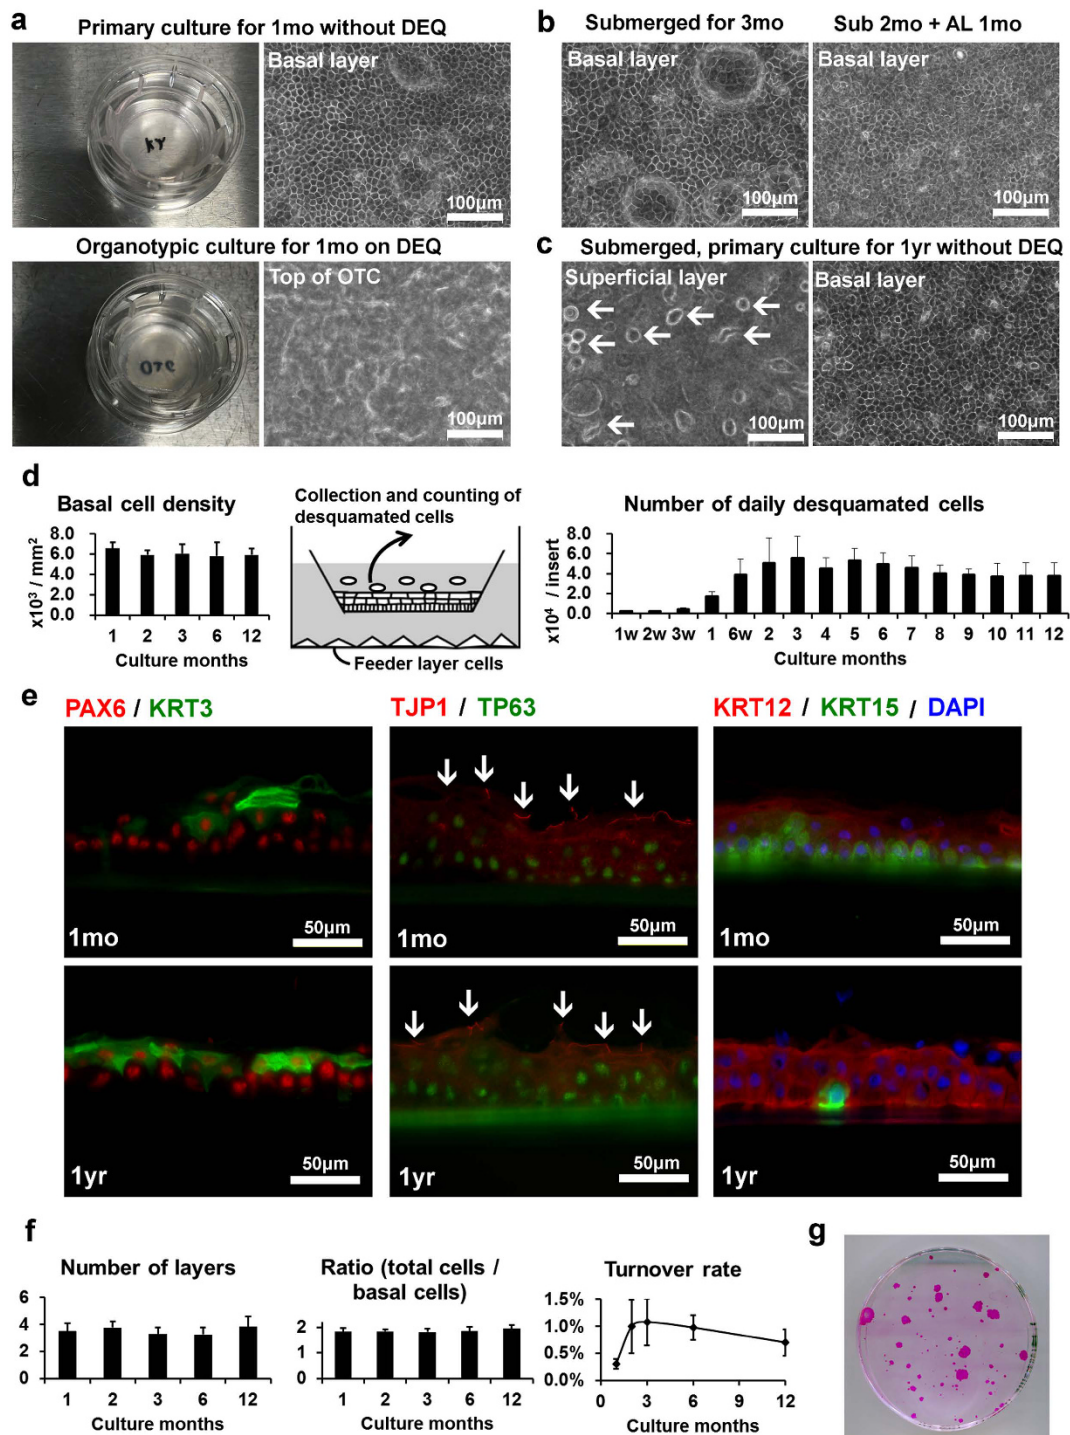 a
Primary culture for 1mo without DEQ
KY
Basal layer
100µm
Organotypic culture for 1mo on DEQ
OTC
Top of OTC
100µm
b
Submerged for 3mo
Sub 2mo + AL 1mo
Basal layer
100µm
Basal layer
100µm
c
Submerged, primary culture for 1yr without DEQ
Superficial layer
100µm
Basal layer
100µm
d
Basal cell density
x10³ / mm²
8.0
6.0
4.0
2.0
0.0
1 2 3 6 12
Culture months
Collection and counting of
desquamated cells
Feeder layer cells
Number of daily desquamated cells
x10⁴ / insert
8.0
6.0
4.0
2.0
0.0
1w 2w 3w 1 6w 2 3 4 5 6 7 8 9 10 11 12
Culture months
e
PAX6 / KRT3
TJP1 / TP63
KRT12 / KRT15 / DAPI
1mo
50µm
1mo
50µm
1mo
50µm
1yr
50µm
1yr
50µm
1yr
50µm
f
Number of layers
6
4
2
0
1 2 3 6 12
Culture months
Ratio (total cells /
basal cells)
2
1
0
1 2 3 6 12
Culture months
Turnover rate
1.5%
1.0%
0.5%
0.0%
0 3 6 9 12
Culture months
g